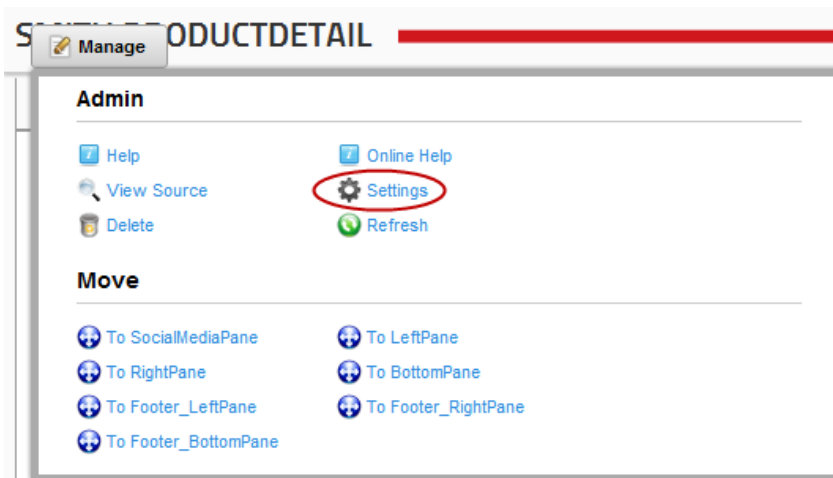 ODUCTDETAIL
Manage
Admin
Help
Online Help
View Source
Settings
Delete
Refresh
Move
To SocialMediaPane
To LeftPane
To RightPane
To BottomPane
To Footer_LeftPane
To Footer_RightPane
To Footer_BottomPane